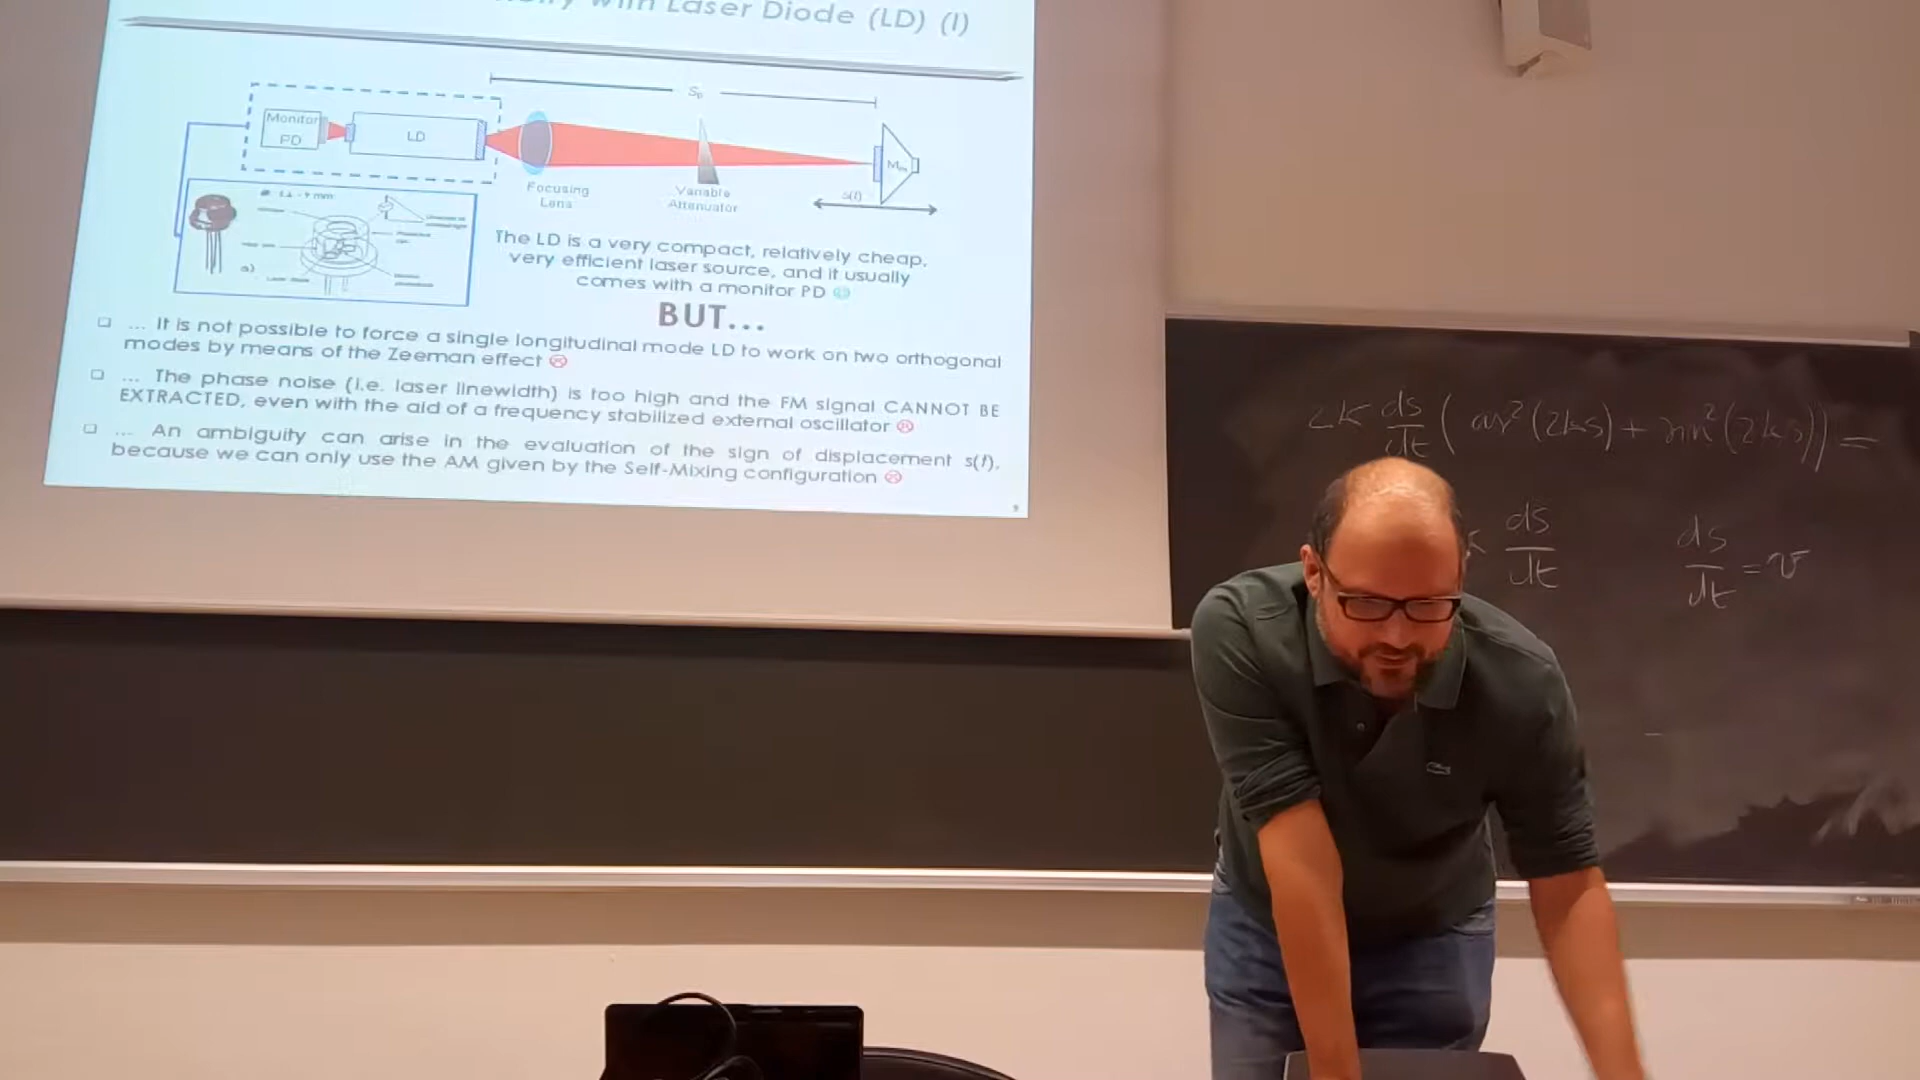 with Laser Diode (LD) (I)
S₀
Monitor
PD
LD
Focusing
Lens
Variable
Attenuator
Mm
s(t)
a)
The LD is a very compact, relatively cheap,
very efficient laser source, and it usually
comes with a monitor PD ☺
BUT...
❑ ... It is not possible to force a single longitudinal mode LD to work on two orthogonal
modes by means of the Zeeman effect ☹
❑ ... The phase noise (i.e. laser linewidth) is too high and the FM signal CANNOT BE
EXTRACTED, even with the aid of a frequency stabilized external oscillator ☹
❑ ... An ambiguity can arise in the evaluation of the sign of displacement s(t),
because we can only use the AM given by the Self-Mixing configuration ☹
9
2k ds/dt (cos²(2ks) + sin²(2ks)) =
ds/dt
ds/dt = v